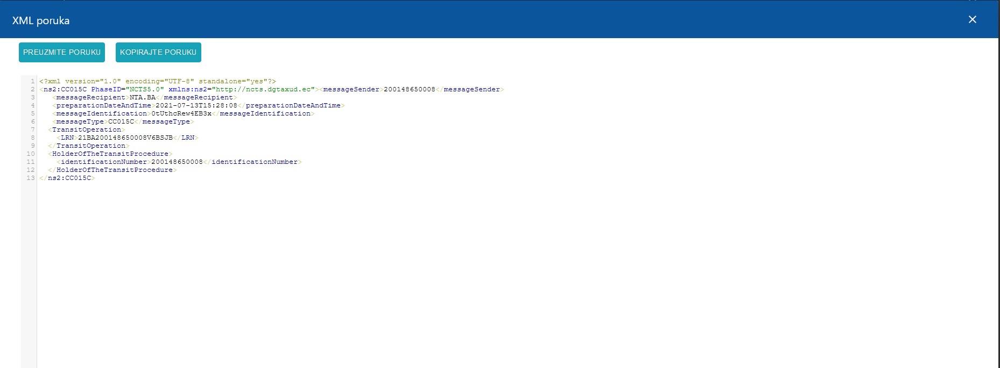 XML poruka
PREUZMITE PORUKU KOPIRAJTE PORUKU
1 <?xml version="1.0" encoding="UTF-8" standalone="yes"?>
2 <ns2:CC015C PhaseID="NCTS5.0" xmlns:ns2="http://ncts.dgtaxud.ec"><messageSender>200148650008</messageSender>
3 <messageRecipient>NTA.BA</messageRecipient>
4 <preparationDateAndTime>2021-07-13T15:28:08</preparationDateAndTime>
5 <messageIdentification>0tUthcRew4EB3x</messageIdentification>
6 <messageType>CC015C</messageType>
7 <TransitOperation>
8 <LRN>21BA200148650008V6BSJB</LRN>
9 </TransitOperation>
10 <HolderOfTheTransitProcedure>
11 <identificationNumber>200148650008</identificationNumber>
12 </HolderOfTheTransitProcedure>
13 </ns2:CC015C>